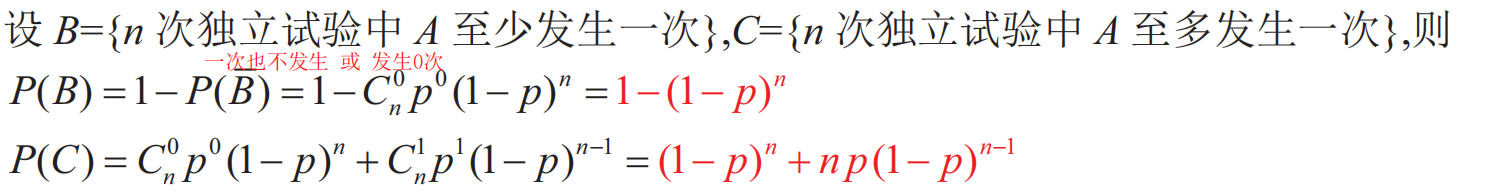 设 B={n 次独立试验中 A 至少发生一次},C={n 次独立试验中 A 至多发生一次},则
一次也不发生 或 发生0次
$P(B)=1-P(\overline{B})=1-C_n^0 p^0(1-p)^n=1-(1-p)^n$
$P(C)=C_n^0 p^0(1-p)^n+C_n^1 p^1(1-p)^{n-1}=(1-p)^n+np(1-p)^{n-1}$